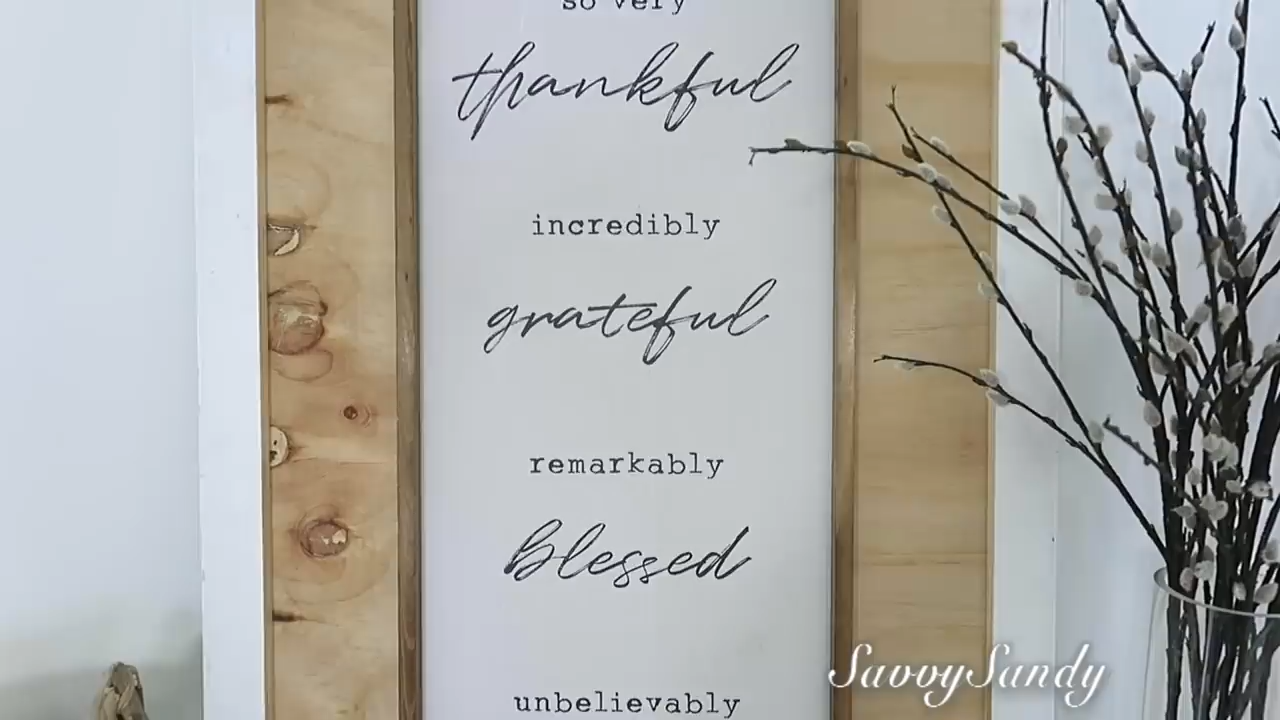 so very
thankful
incredibly
grateful
remarkably
blessed
unbelievably
SavvySandy